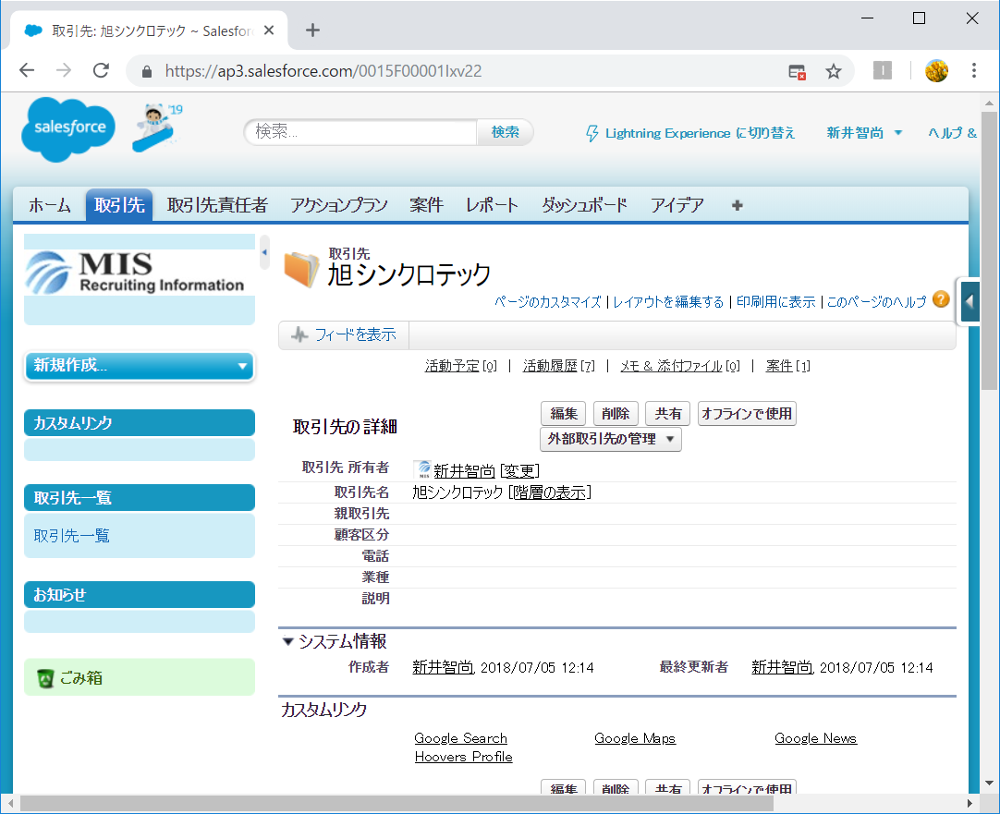 取引先: 旭シンクロテック ~ Salesfor
https://ap3.salesforce.com/0015F00001Ixv22
salesforce
'19
検索...
検索
Lightning Experience に切り替え
新井智尚
ヘルプ &
ホーム 取引先 取引先責任者 アクションプラン 案件 レポート ダッシュボード アイデア +
MIS
Recruiting Information
新規作成...
カスタムリンク
取引先一覧
取引先一覧
お知らせ
ごみ箱
取引先
旭シンクロテック
ページのカスタマイズ | レイアウトを編集する | 印刷用に表示 | このページのヘルプ ?
フィードを表示
活動予定 [0] | 活動履歴 [7] | メモ & 添付ファイル [0] | 案件 [1]
取引先の詳細
編集 削除 共有 オフラインで使用
外部取引先の管理
取引先 所有者 MIS 新井智尚 [変更]
取引先名 旭シンクロテック [階層の表示]
親取引先
顧客区分
電話
業種
説明
システム情報
作成者 新井智尚, 2018/07/05 12:14 最終更新者 新井智尚, 2018/07/05 12:14
カスタムリンク
Google Search Google Maps Google News
Hoovers Profile
編集 削除 共有 オフラインで使用